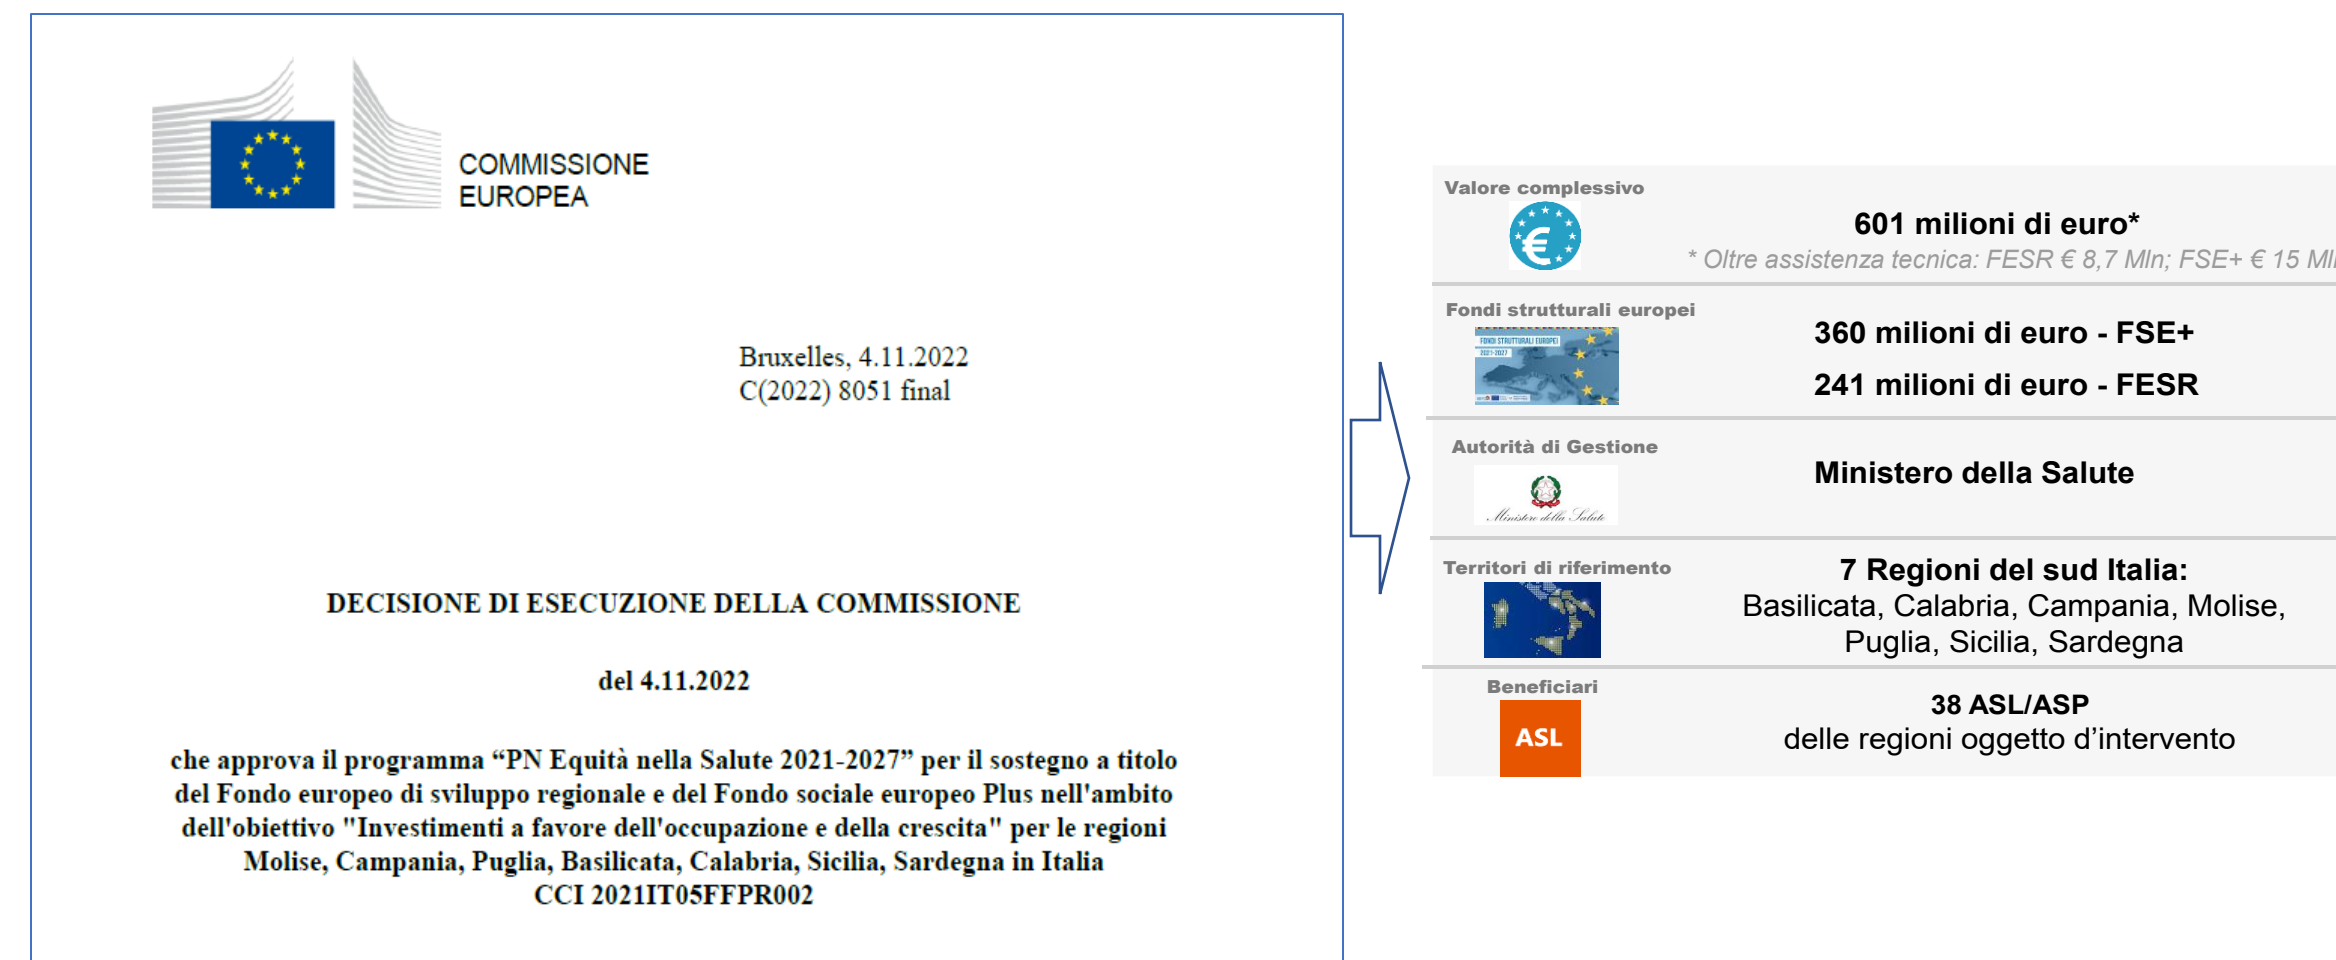 COMMISSIONE
EUROPEA
Bruxelles, 4.11.2022
C(2022) 8051 final
DECISIONE DI ESECUZIONE DELLA COMMISSIONE
del 4.11.2022
che approva il programma “PN Equità nella Salute 2021-2027” per il sostegno a titolo
del Fondo europeo di sviluppo regionale e del Fondo sociale europeo Plus nell'ambito
dell'obiettivo "Investimenti a favore dell'occupazione e della crescita" per le regioni
Molise, Campania, Puglia, Basilicata, Calabria, Sicilia, Sardegna in Italia
CCI 2021IT05FFPR002
Valore complessivo
601 milioni di euro*
* Oltre assistenza tecnica: FESR € 8,7 Mln; FSE+ € 15
Fondi strutturali europei
FONDI STRUTTURALI EUROPEI
2021-2027
360 milioni di euro - FSE+
241 milioni di euro - FESR
Autorità di Gestione
Ministero della Salute
Ministero della Salute
Territori di riferimento
7 Regioni del sud Italia:
Basilicata, Calabria, Campania, Molise,
Puglia, Sicilia, Sardegna
Beneficiari
ASL
38 ASL/ASP
delle regioni oggetto d’intervento